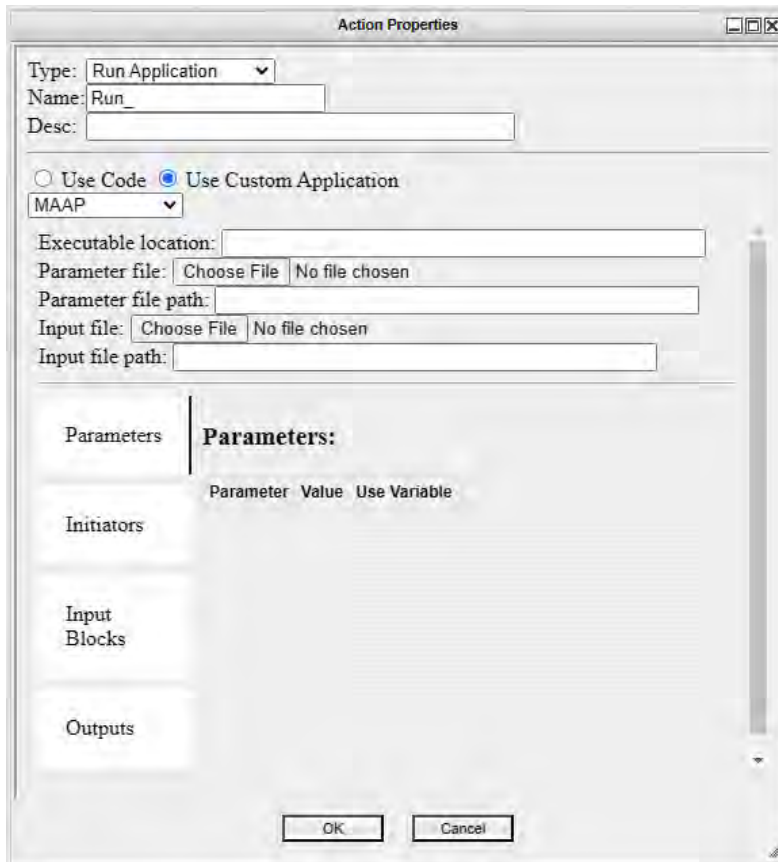 Action Properties
Type: Run Application
Name: Run_
Desc:
Use Code Use Custom Application
MAAP
Executable location:
Parameter file: Choose File No file chosen
Parameter file path:
Input file: Choose File No file chosen
Input file path:
Parameters
Parameters:
Parameter Value Use Variable
Initiators
Input
Blocks
Outputs
OK Cancel